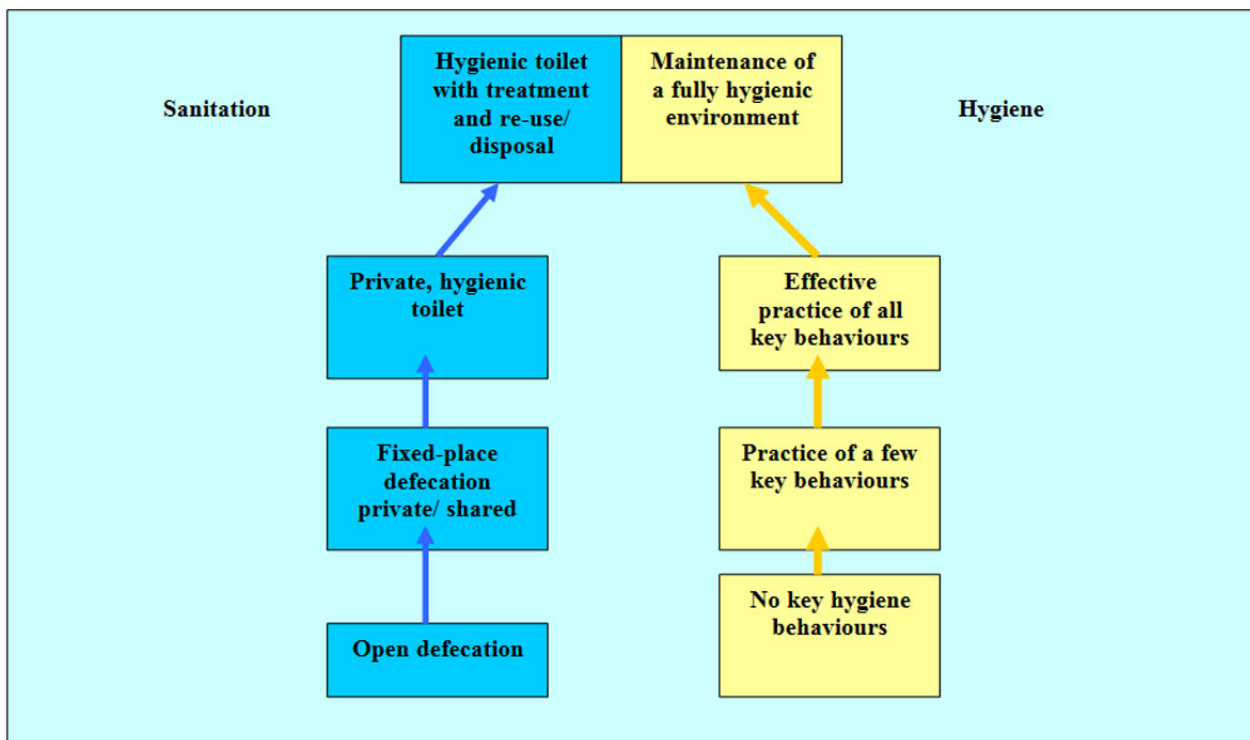 Sanitation
Hygienic toilet
with treatment
and re-use/
disposal
Maintenance of
a fully hygienic
environment
Hygiene
Private, hygienic
toilet
Effective
practice of all
key behaviours
Fixed-place
defecation
private/ shared
Practice of a few
key behaviours
Open defecation
No key hygiene
behaviours